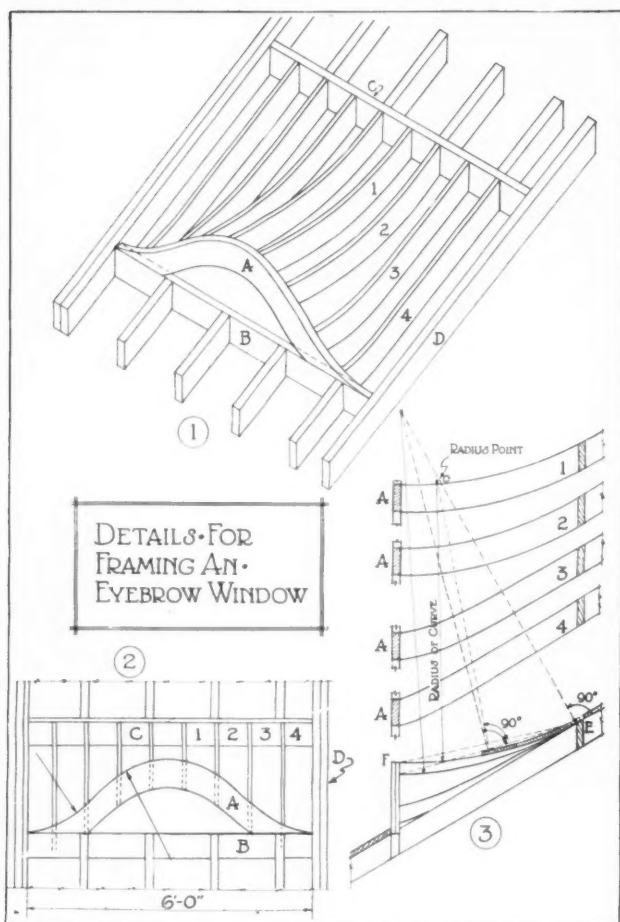 C
1
A
2
3
B
4
D
1
RADIUS POINT
A
1
A
2
A
3
A
4
RADIUS OF CURVE
DETAILS·FOR
FRAMING AN·
EYEBROW WINDOW
2
C 1 2 3 4
D
A
B
6'-0"
90°
90°
E
F
3